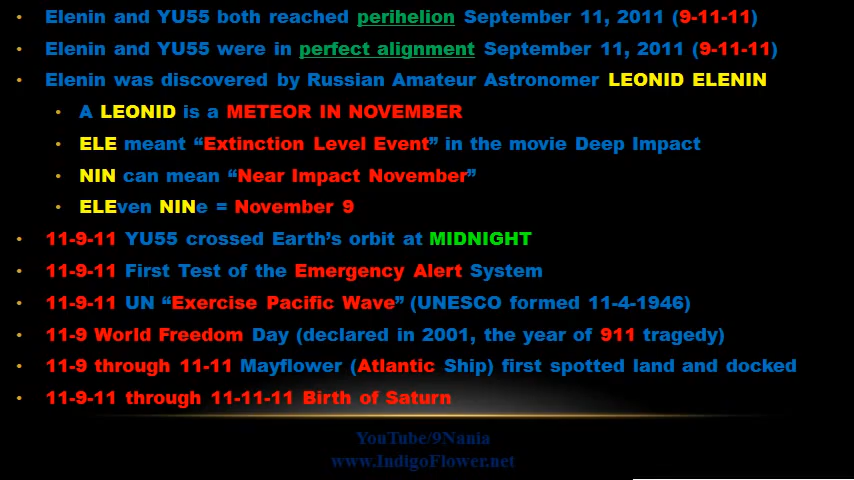 • Elenin and YU55 both reached perihelion September 11, 2011 (9-11-11)
• Elenin and YU55 were in perfect alignment September 11, 2011 (9-11-11)
• Elenin was discovered by Russian Amateur Astronomer LEONID ELENIN
• A LEONID is a METEOR IN NOVEMBER
• ELE meant “Extinction Level Event” in the movie Deep Impact
• NIN can mean “Near Impact November”
• ELEven NINe = November 9
• 11-9-11 YU55 crossed Earth’s orbit at MIDNIGHT
• 11-9-11 First Test of the Emergency Alert System
• 11-9-11 UN “Exercise Pacific Wave” (UNESCO formed 11-4-1946)
• 11-9 World Freedom Day (declared in 2001, the year of 911 tragedy)
• 11-9 through 11-11 Mayflower (Atlantic Ship) first spotted land and docked
• 11-9-11 through 11-11-11 Birth of Saturn
YouTube/9Nania
www.IndigoFlower.net